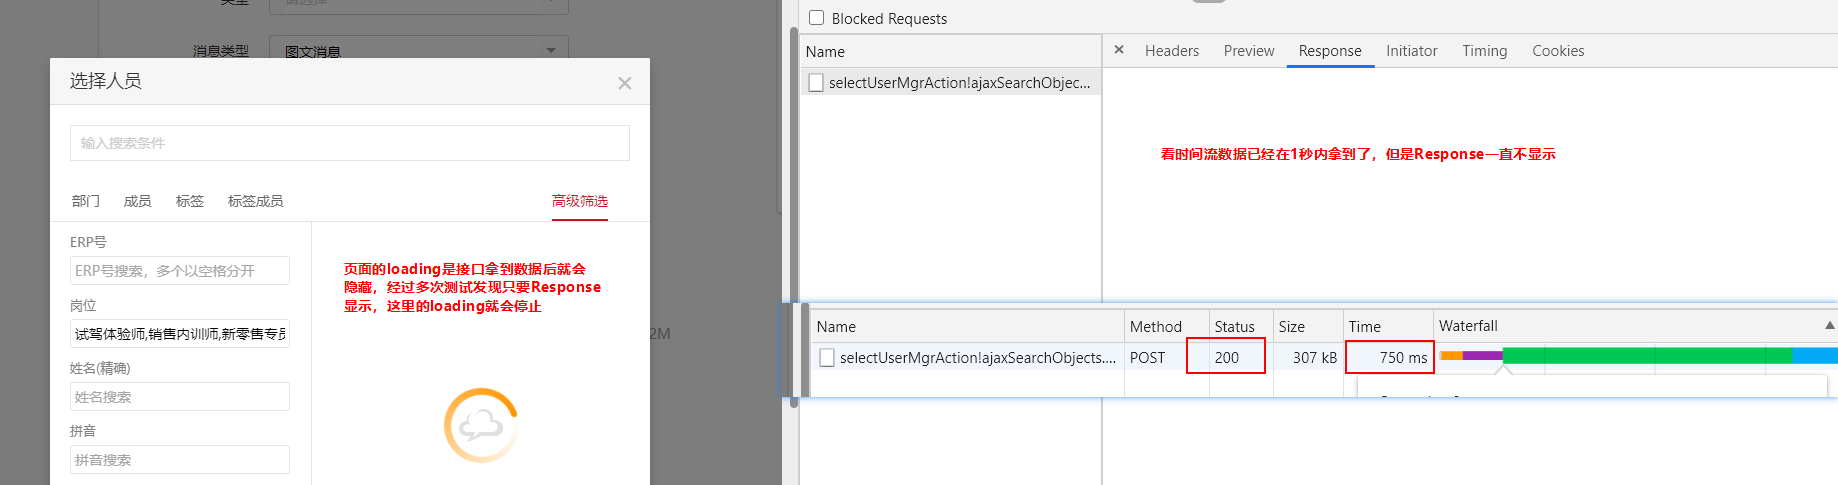 类型
请选择
消息类型
图文消息
选择人员
输入搜索条件
部门 成员 标签 标签成员 高级筛选
ERP号
ERP号搜索，多个以空格分开
岗位
试驾体验师,销售内训师,新零售专员
姓名(精确)
姓名搜索
拼音
拼音搜索
页面的loading是接口拿到数据后就会
隐藏，经过多次测试发现只要Response
显示，这里的loading就会停止
2M
Blocked Requests
Name
× Headers Preview Response Initiator Timing Cookies
selectUserMgrAction!ajaxSearchObjec...
看时间流数据已经在1秒内拿到了，但是Response一直不显示
Name Method Status Size Time Waterfall
selectUserMgrAction!ajaxSearchObjects.... POST 200 307 kB 750 ms